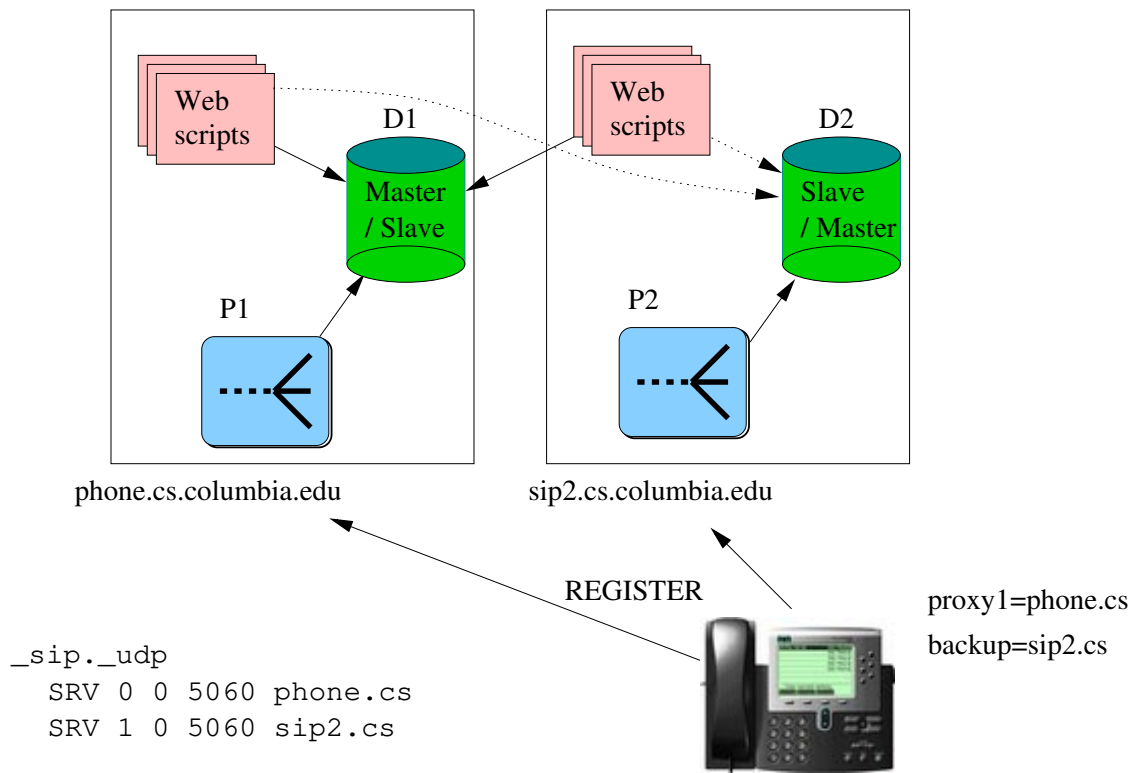 Web
scripts
D1
Master
/ Slave
P1
phone.cs.columbia.edu
Web
scripts
D2
Slave
/ Master
P2
sip2.cs.columbia.edu
REGISTER
proxy1=phone.cs
backup=sip2.cs
_sip._udp
SRV 0 0 5060 phone.cs
SRV 1 0 5060 sip2.cs